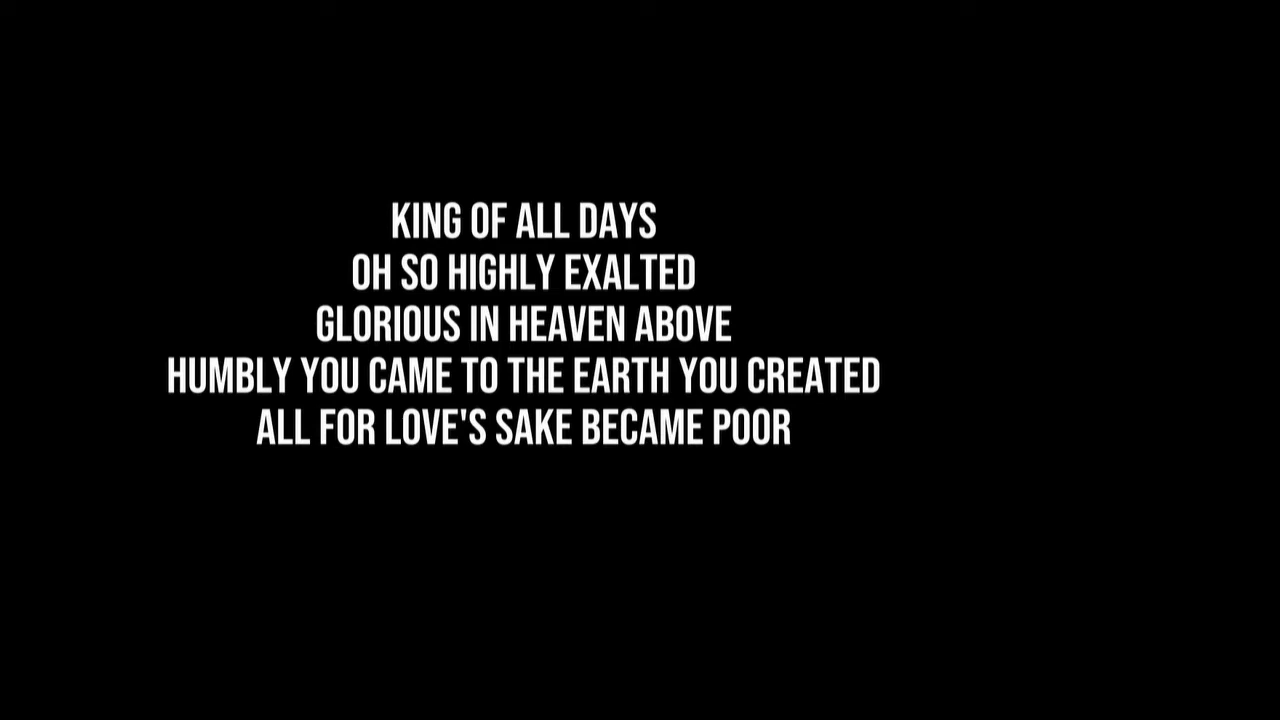 KING OF ALL DAYS
OH SO HIGHLY EXALTED
GLORIOUS IN HEAVEN ABOVE
HUMBLY YOU CAME TO THE EARTH YOU CREATED
ALL FOR LOVE'S SAKE BECAME POOR